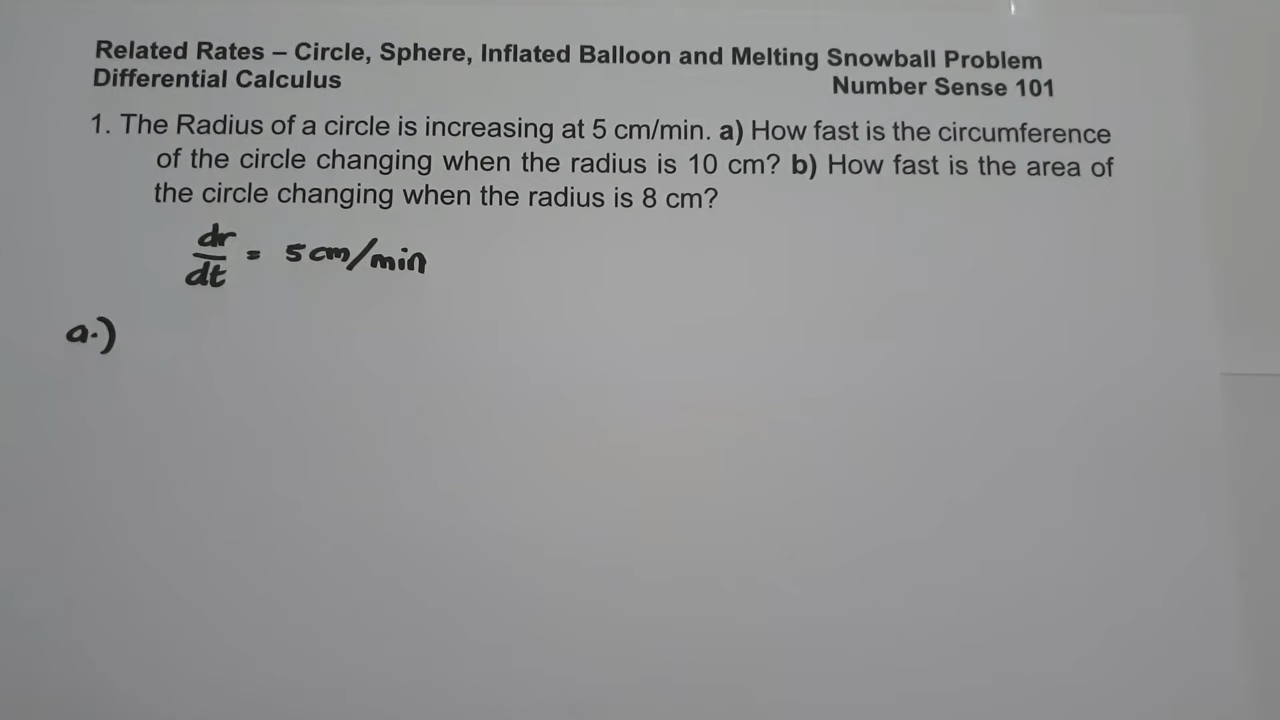 Related Rates – Circle, Sphere, Inflated Balloon and Melting Snowball Problem
Differential Calculus Number Sense 101
1. The Radius of a circle is increasing at 5 cm/min. a) How fast is the circumference
of the circle changing when the radius is 10 cm? b) How fast is the area of
the circle changing when the radius is 8 cm?
dr/dt = 5 cm/min
a.)